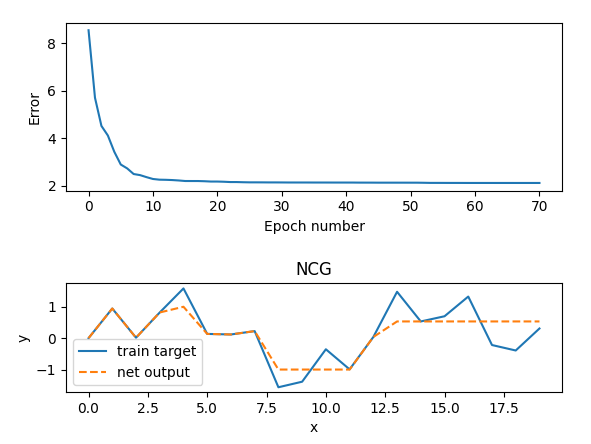 8
6
4
2
Error
0 10 20 30 40 50 60 70
Epoch number
NCG
1
0
−1
y
train target
net output
0.0 2.5 5.0 7.5 10.0 12.5 15.0 17.5
x